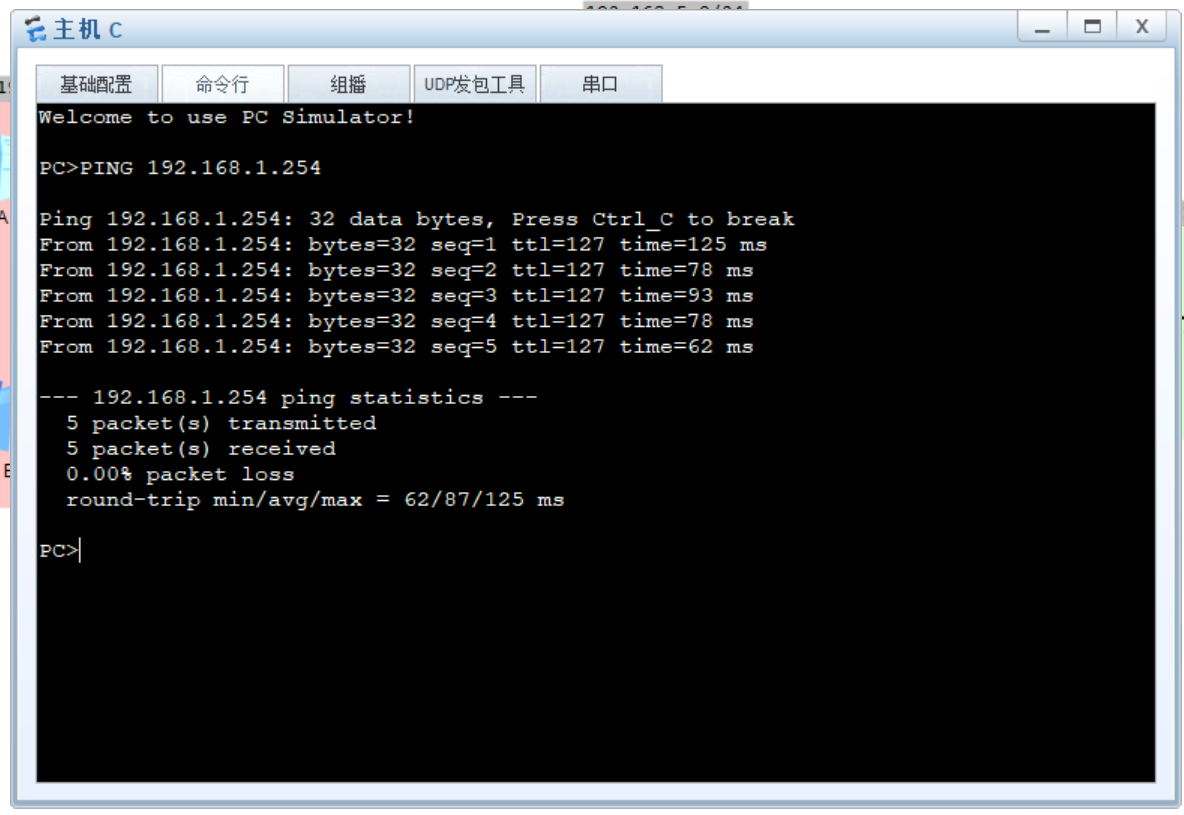 主机 C
基础配置 命令行 组播 UDP发包工具 串口
Welcome to use PC Simulator!
PC>PING 192.168.1.254
Ping 192.168.1.254: 32 data bytes, Press Ctrl_C to break
From 192.168.1.254: bytes=32 seq=1 ttl=127 time=125 ms
From 192.168.1.254: bytes=32 seq=2 ttl=127 time=78 ms
From 192.168.1.254: bytes=32 seq=3 ttl=127 time=93 ms
From 192.168.1.254: bytes=32 seq=4 ttl=127 time=78 ms
From 192.168.1.254: bytes=32 seq=5 ttl=127 time=62 ms
--- 192.168.1.254 ping statistics ---
5 packet(s) transmitted
5 packet(s) received
0.00% packet loss
round-trip min/avg/max = 62/87/125 ms
PC>